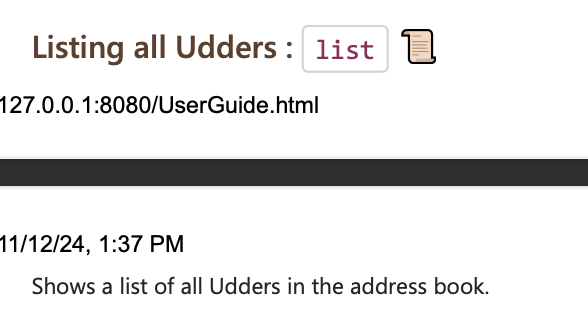 Listing all Udders : list 📜
127.0.0.1:8080/UserGuide.html
11/12/24, 1:37 PM
Shows a list of all Udders in the address book.